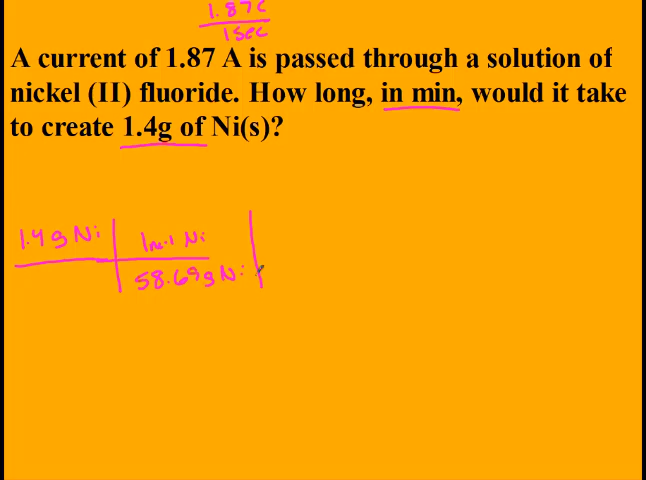 1.87C
1sec
A current of 1.87 A is passed through a solution of
nickel (II) fluoride. How long, in min, would it take
to create 1.4g of Ni(s)?
1.4g Ni 1mol Ni
58.69g Ni